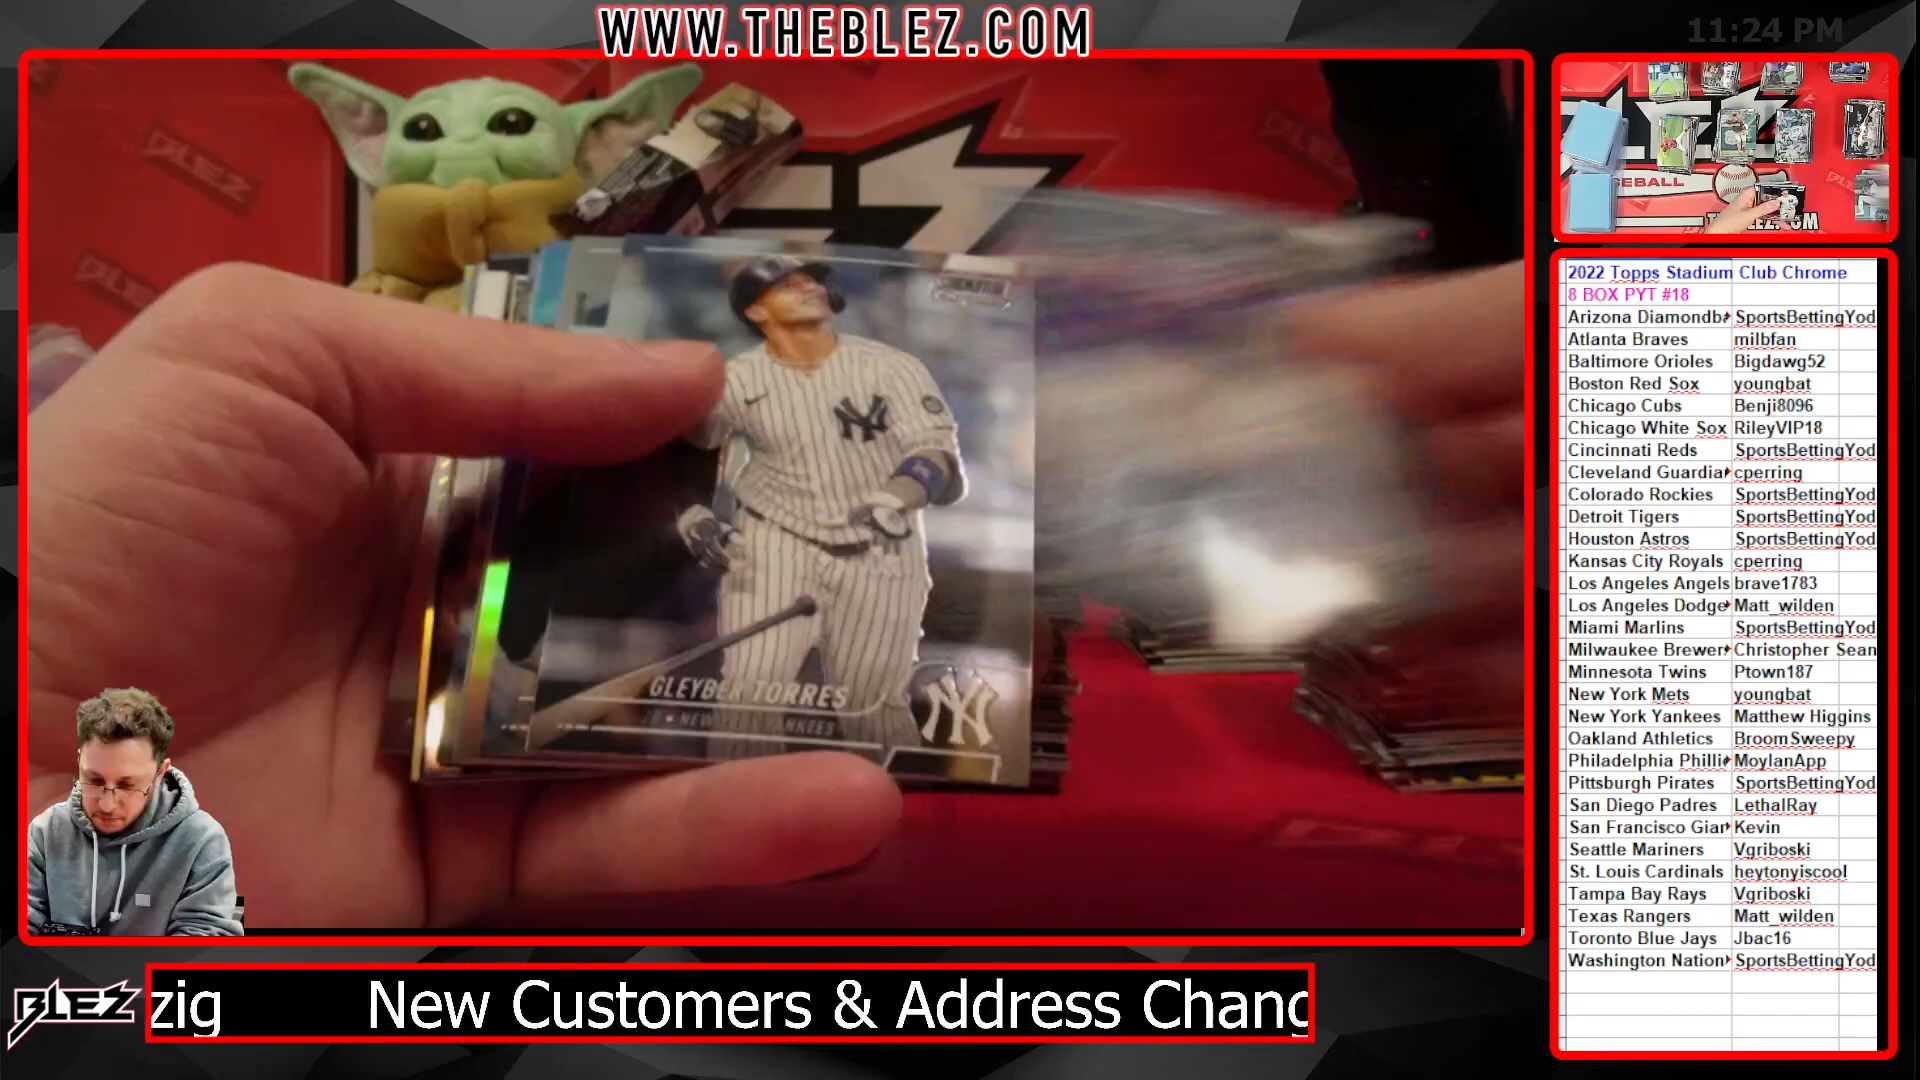 WWW.THEBLEZ.COM
11:24 PM
BLEZ
GLEYBER TORRES
2B • NEW YORK YANKEES
NY
EBALL
2022 Topps Stadium Club Chrome
8 BOX PYT #18
Arizona Diamondba SportsBettingYod
Atlanta Braves milbfan
Baltimore Orioles Bigdawg52
Boston Red Sox youngbat
Chicago Cubs Benji8096
Chicago White Sox RileyVIP18
Cincinnati Reds SportsBettingYod
Cleveland Guardia cperring
Colorado Rockies SportsBettingYod
Detroit Tigers SportsBettingYod
Houston Astros SportsBettingYod
Kansas City Royals cperring
Los Angeles Angels brave1783
Los Angeles Dodge Matt_wilden
Miami Marlins SportsBettingYod
Milwaukee Brewer Christopher Sean
Minnesota Twins Ptown187
New York Mets youngbat
New York Yankees Matthew Higgins
Oakland Athletics BroomSweepy
Philadelphia Philli MoylanApp
Pittsburgh Pirates SportsBettingYod
San Diego Padres LethalRay
San Francisco Gian Kevin
Seattle Mariners Vgriboski
St. Louis Cardinals heytonyiscool
Tampa Bay Rays Vgriboski
Texas Rangers Matt_wilden
Toronto Blue Jays Jbac16
Washington Nation SportsBettingYod
BLEZ
zig New Customers & Address Chang